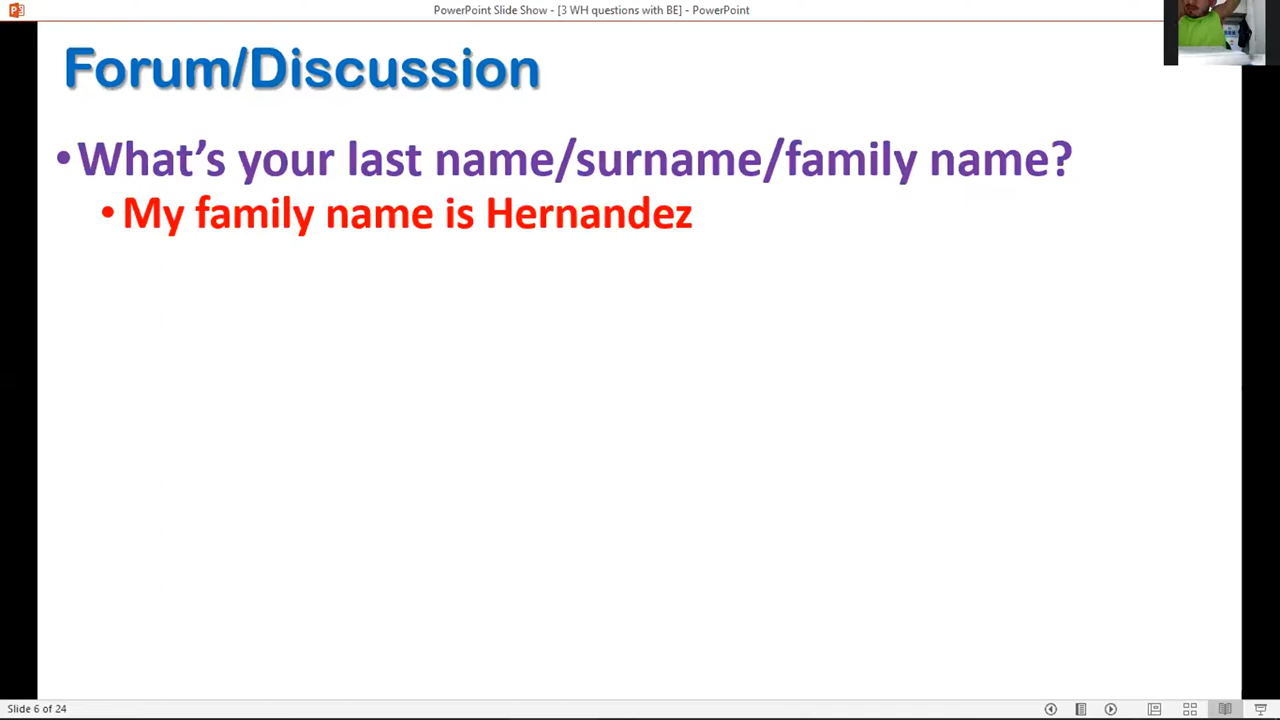 PowerPoint Slide Show - [3 WH questions with BE] - PowerPoint
Forum/Discussion
•What's your last name/surname/family name?
•My family name is Hernandez
Slide 6 of 24